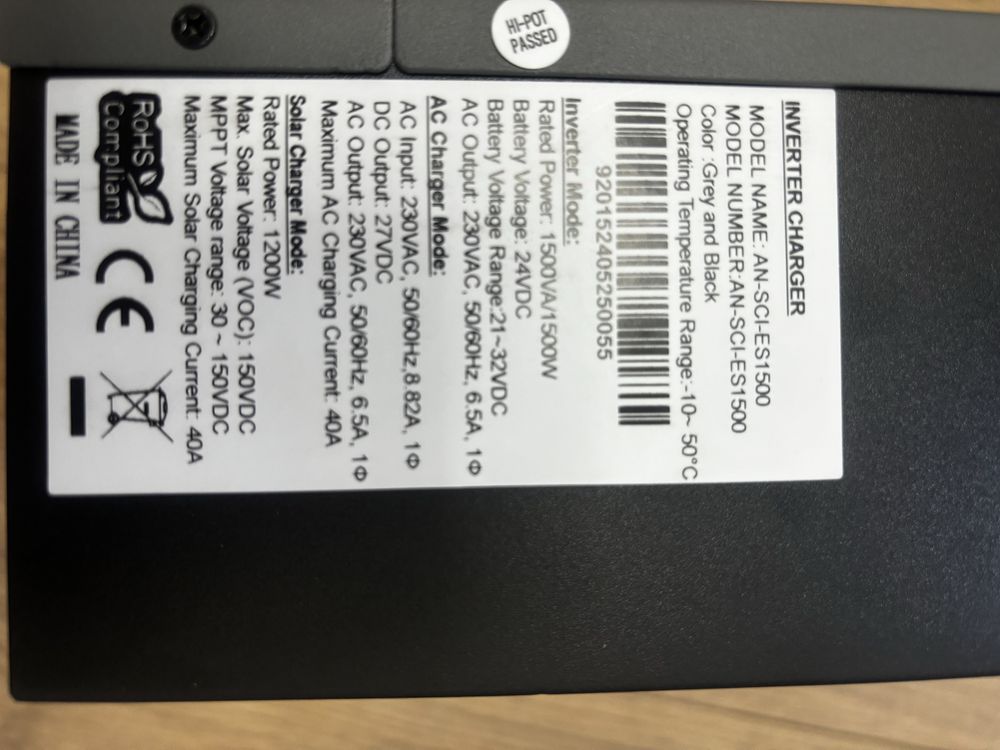 HI-POT
PASSED
INVERTER CHARGER
MODEL NAME: AN-SCI-ES1500
MODEL NUMBER:AN-SCI-ES1500
Color :Grey and Black
Operating Temperature Range:-10~ 50°C
920152405250055
Inverter Mode:
Rated Power: 1500VA/1500W
Battery Voltage: 24VDC
Battery Voltage Range:21~32VDC
AC Output: 230VAC, 50/60Hz, 6.5A, 1Φ
AC Charger Mode:
AC Input: 230VAC, 50/60Hz,8.82A, 1Φ
DC Output: 27VDC
AC Output: 230VAC, 50/60Hz, 6.5A, 1Φ
Maximum AC Charging Current: 40A
Solar Charger Mode:
Rated Power: 1200W
Max. Solar Voltage (VOC): 150VDC
MPPT Voltage range: 30 ~ 150VDC
Maximum Solar Charging Current: 40A
RoHS
Compliant
CE
MADE IN CHINA